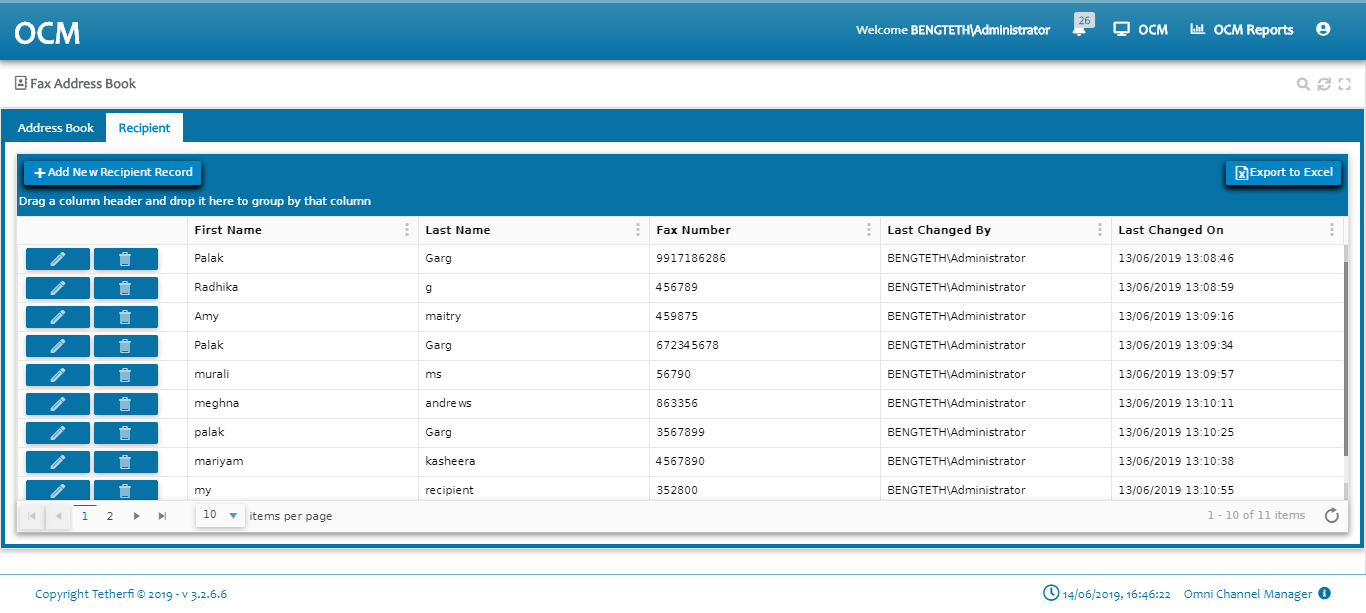 OCM
Welcome BENGTETH\Administrator 26 OCM OCM Reports
Fax Address Book
Address Book Recipient
Add New Recipient Record Export to Excel
Drag a column header and drop it here to group by that column
First Name Last Name Fax Number Last Changed By Last Changed On
Palak Garg 9917186286 BENGTETH\Administrator 13/06/2019 13:08:46
Radhika g 456789 BENGTETH\Administrator 13/06/2019 13:08:59
Amy maitry 459875 BENGTETH\Administrator 13/06/2019 13:09:16
Palak Garg 672345678 BENGTETH\Administrator 13/06/2019 13:09:34
murali ms 56790 BENGTETH\Administrator 13/06/2019 13:09:57
meghna andrews 863356 BENGTETH\Administrator 13/06/2019 13:10:11
palak Garg 3567899 BENGTETH\Administrator 13/06/2019 13:10:25
mariyam kasheera 4567890 BENGTETH\Administrator 13/06/2019 13:10:38
my recipient 352800 BENGTETH\Administrator 13/06/2019 13:10:55
1 2 10 items per page 1 - 10 of 11 items
Copyright Tetherfi © 2019 - v 3.2.6.6 14/06/2019, 16:46:22 Omni Channel Manager